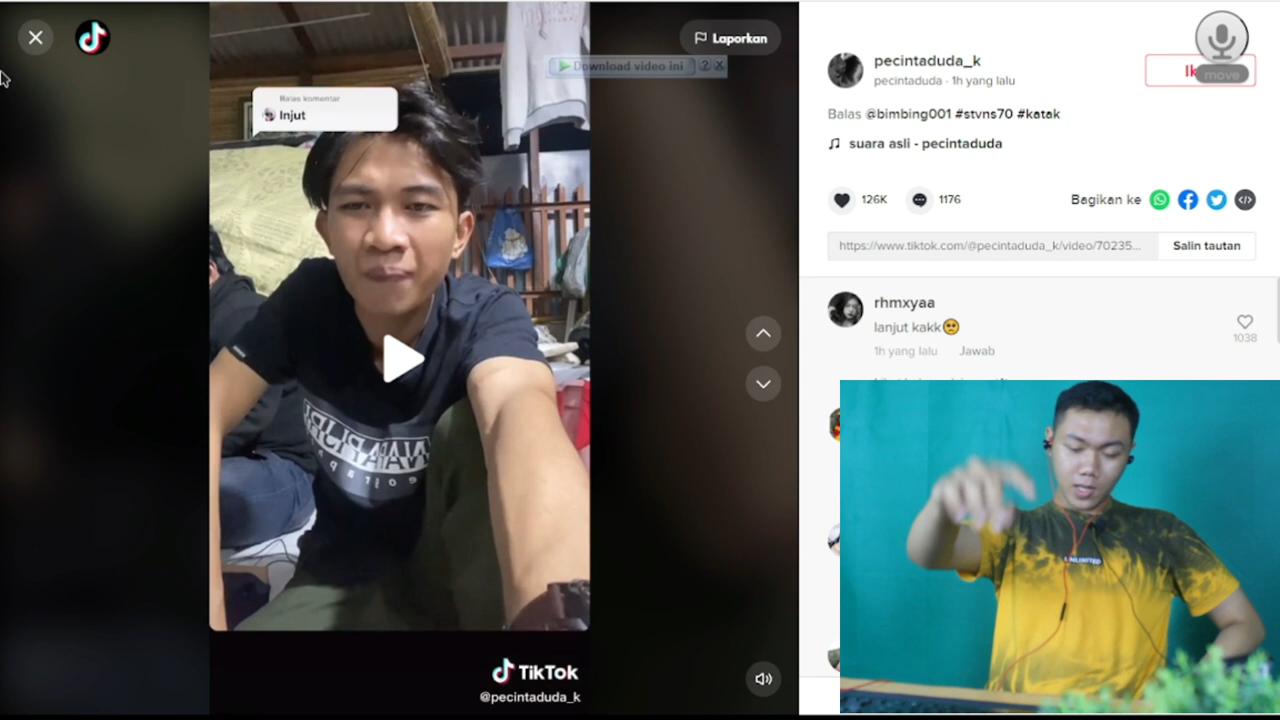 Laporkan
Download video ini
Balas komentar
Injut
TikTok
@pecintaduda_k
pecintaduda_k
pecintaduda · 1h yang lalu
Ik
move
Balas @bimbing001 #stvns70 #katak
suara asli - pecintaduda
126K
1176
Bagikan ke
https://www.tiktok.com/@pecintaduda_k/video/70235...
Salin tautan
rhmxyaa
lanjut kakk🥺
1038
1h yang lalu
Jawab
UNLIMITED